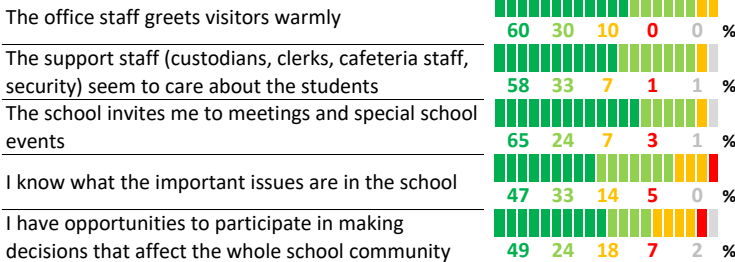 The office staff greets visitors warmly
60 30 10 0 0 %
The support staff (custodians, clerks, cafeteria staff,
security) seem to care about the students
58 33 7 1 1 %
The school invites me to meetings and special school
events
65 24 7 3 1 %
I know what the important issues are in the school
47 33 14 5 0 %
I have opportunities to participate in making
decisions that affect the whole school community
49 24 18 7 2 %